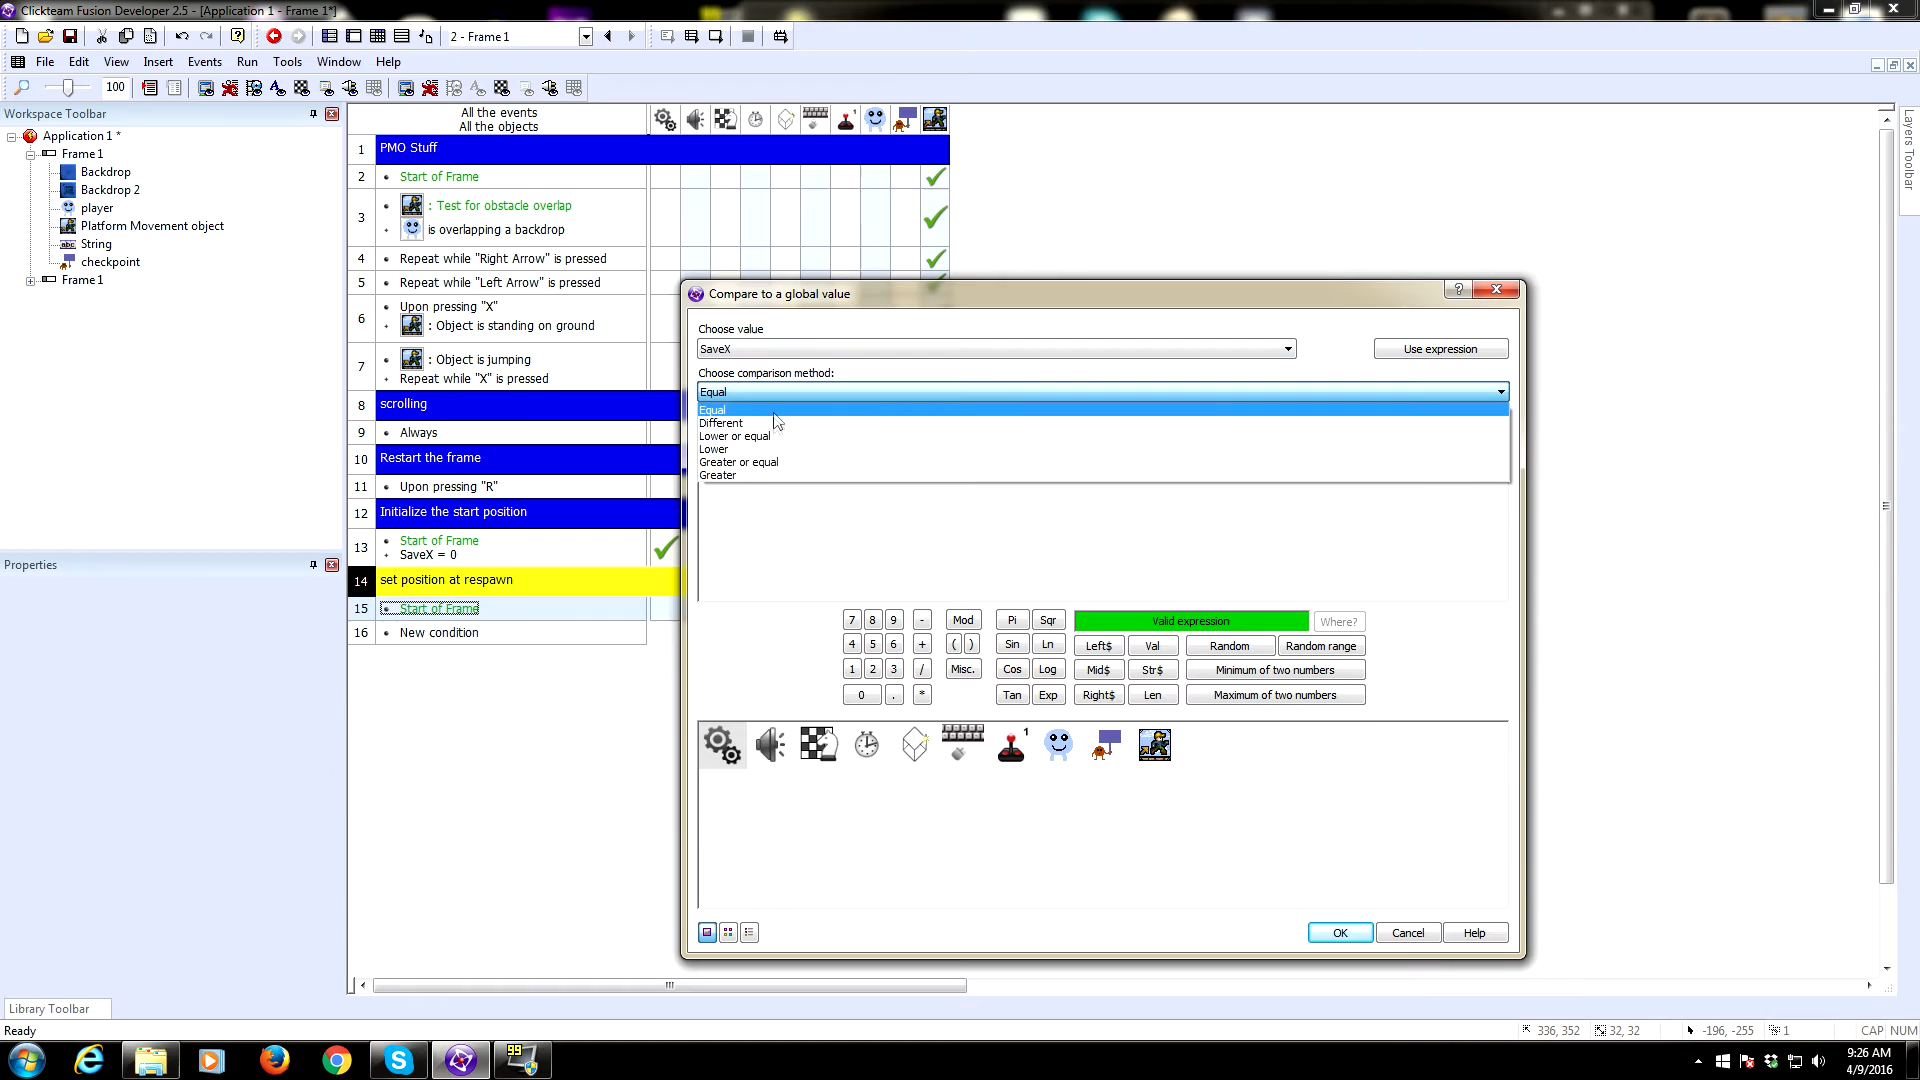 Clickteam Fusion Developer 2.5 - [Application 1 - Frame 1*]
2 - Frame 1
File Edit View Insert Events Run Tools Window Help
100
Workspace Toolbar
Application 1 *
Frame 1
Backdrop
Backdrop 2
player
Platform Movement object
abc String
checkpoint
Frame 1
Properties
Library Toolbar
Ready
Layers Toolbar
All the events
All the objects
1
1 PMO Stuff
2 Start of Frame
3 : Test for obstacle overlap
is overlapping a backdrop
4 Repeat while "Right Arrow" is pressed
5 Repeat while "Left Arrow" is pressed
6 Upon pressing "X"
: Object is standing on ground
7 : Object is jumping
Repeat while "X" is pressed
8 scrolling
9 Always
10 Restart the frame
11 Upon pressing "R"
12 Initialize the start position
13 Start of Frame
SaveX = 0
14 set position at respawn
15 Start of Frame
16 New condition
Compare to a global value
?
Choose value
SaveX
Use expression
Choose comparison method:
Equal
Equal
Different
Lower or equal
Lower
Greater or equal
Greater
7 8 9 - Mod Pi Sqr Valid expression Where?
4 5 6 + ( ) Sin Ln Left$ Val Random Random range
1 2 3 / Misc. Cos Log Mid$ Str$ Minimum of two numbers
0 . * Tan Exp Right$ Len Maximum of two numbers
1
OK Cancel Help
336, 352 32, 32 -196, -255 1 CAP NUM
99
9:26 AM
4/9/2016